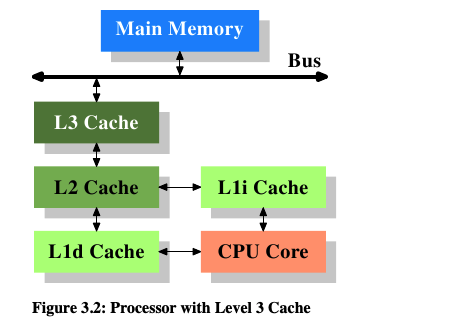 Main Memory
Bus
L3 Cache
L2 Cache
L1i Cache
L1d Cache
CPU Core
Figure 3.2: Processor with Level 3 Cache